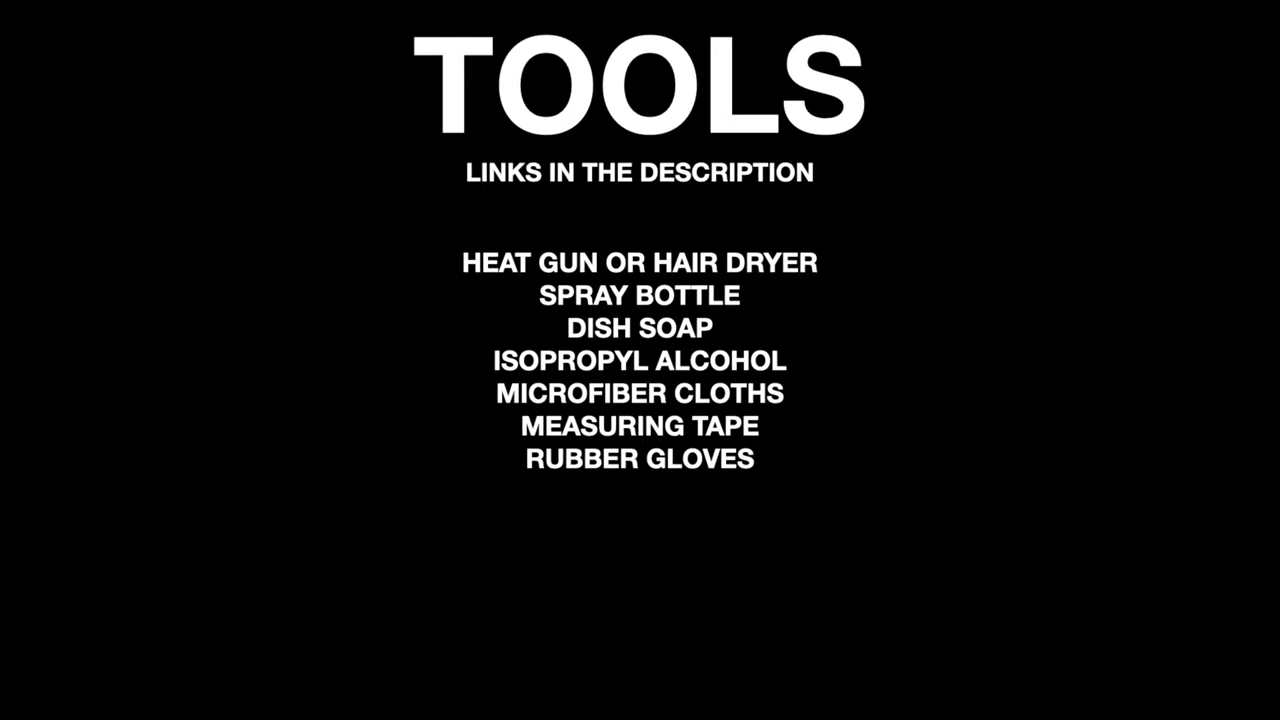 TOOLS
LINKS IN THE DESCRIPTION
HEAT GUN OR HAIR DRYER
SPRAY BOTTLE
DISH SOAP
ISOPROPYL ALCOHOL
MICROFIBER CLOTHS
MEASURING TAPE
RUBBER GLOVES